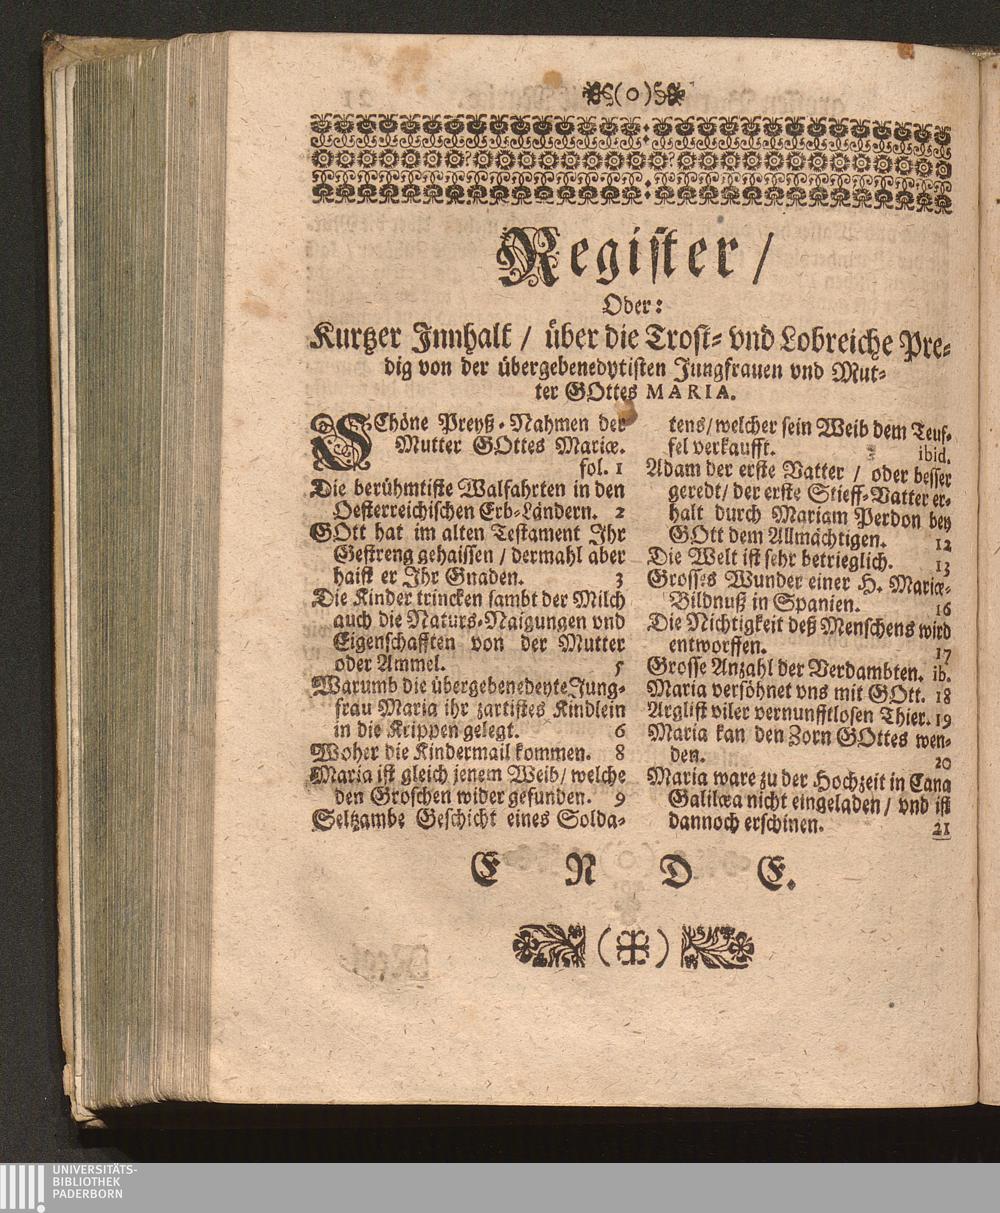 (o)
Register /
Oder:
Kurtzer Innhalt / über die Trost- vnd Lobreiche Pre-
dig von der übergebenedytisten Jungfrauen vnd Mut-
ter GOttes MARIA.
SChöne Preyß-Nahmen der
Mutter GOttes Mariæ.
fol. 1
Die berühmtiste Walfahrten in den
Oesterreichischen Erb-Ländern. 2
GOtt hat im alten Testament Ihr
Gestreng gehaissen / dermahl aber
haist er Ihr Gnaden. 3
Die Kinder trincken sambt der Milch
auch die Naturs-Naigungen vnd
Eigenschafften von der Mutter
oder Ammel. 5
Warumb die übergebenedeyte Jung-
frau Maria ihr zartistes Kindlein
in die Krippen gelegt. 6
Woher die Kindermail kommen. 8
Maria ist gleich jenem Weib / welche
den Groschen wider gefunden. 9
Seltzambe Geschicht eines Solda-
tens / welcher sein Weib dem Teuf-
fel verkaufft. ibid.
Adam der erste Vatter / oder besser
geredt / der erste Stieff-Vatter er-
halt durch Mariam Perdon bey
GOtt dem Allmächtigen. 12
Die Welt ist sehr betrieglich. 13
Grosses Wunder einer H. Mariæ-
Bildnuß in Spanien. 16
Die Nichtigkeit deß Menschens wird
entworffen. 17
Grosse Anzahl der Verdambten. ib.
Maria versöhnet vns mit GOtt. 18
Arglist viler vernunfftlosen Thier. 19
Maria kan den Zorn GOttes wen-
den. 20
Maria ware zu der Hochzeit in Cana
Galilæa nicht eingeladen / vnd ist
dannoch erschinen. 21
E N D E.
UNIVERSITÄTS-
BIBLIOTHEK
PADERBORN